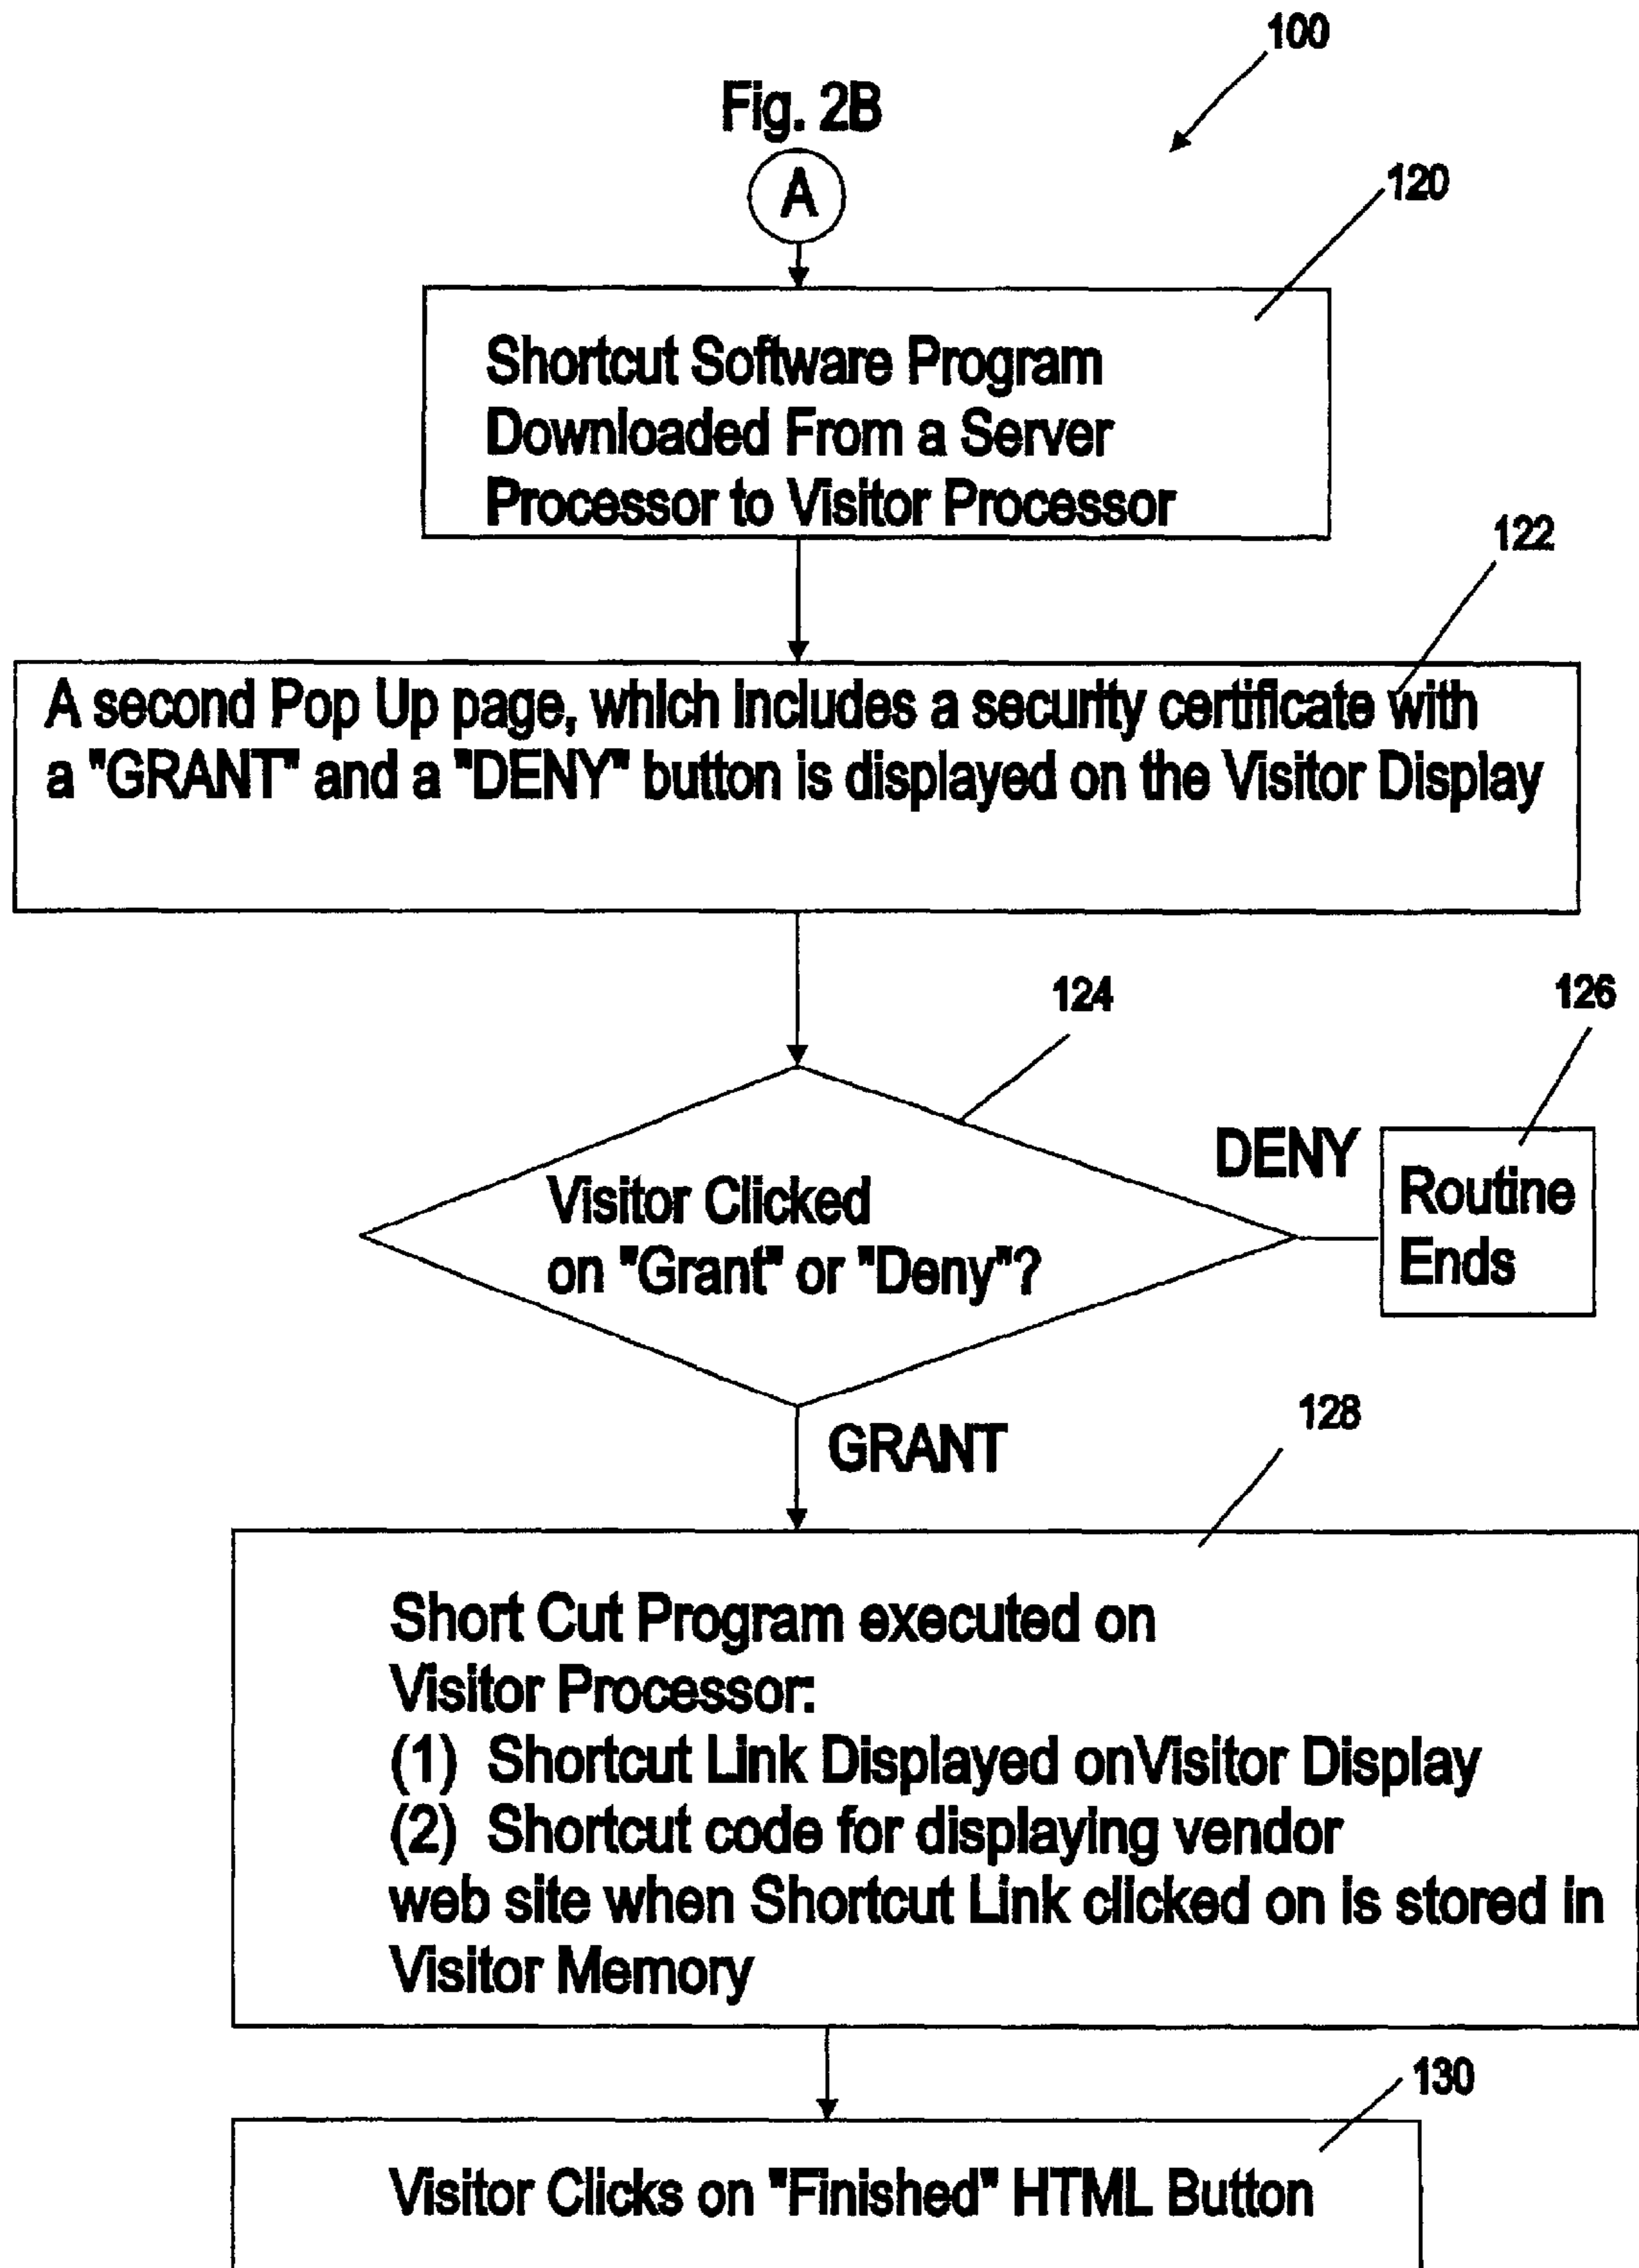 100
Fig. 2B
A
120
Shortcut Software Program
Downloaded From a Server
Processor to Visitor Processor
122
A second Pop Up page, which includes a security certificate with
a "GRANT" and a "DENY" button is displayed on the Visitor Display
124
126
DENY
Routine
Ends
Visitor Clicked
on "Grant" or "Deny"?
GRANT
128
Short Cut Program executed on
Visitor Processor:
(1) Shortcut Link Displayed onVisitor Display
(2) Shortcut code for displaying vendor
web site when Shortcut Link clicked on is stored in
Visitor Memory
130
Visitor Clicks on "Finished" HTML Button